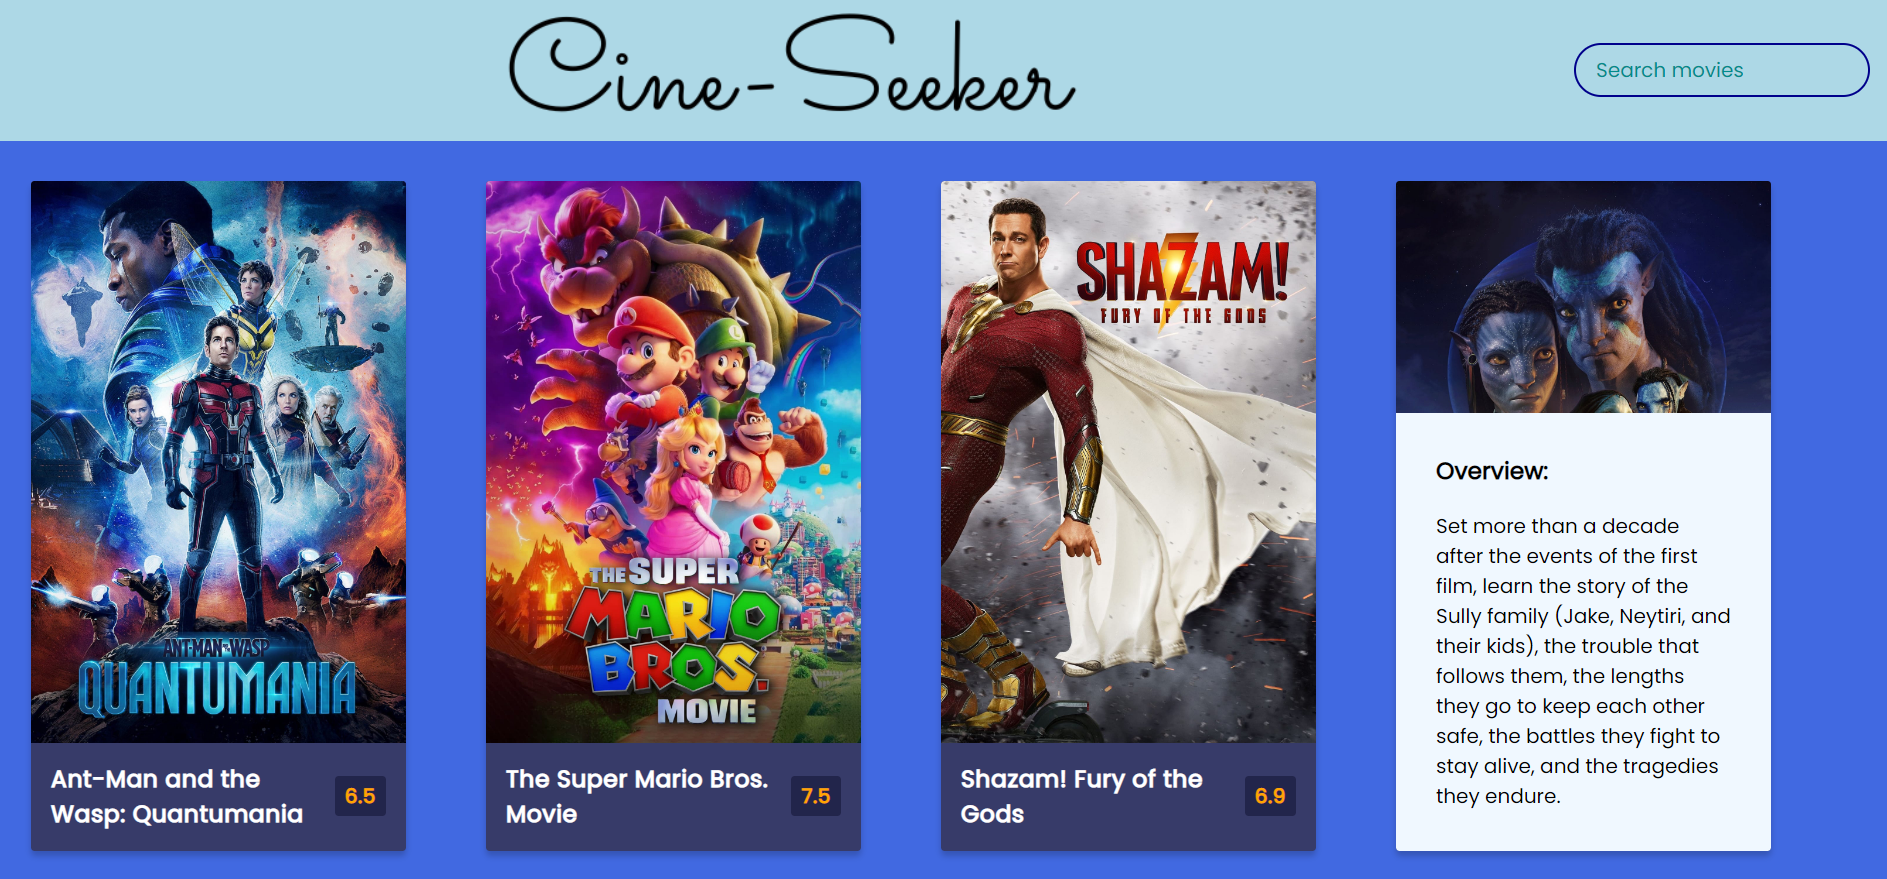 Cine-Seeker
Search movies
ANT-MAN AND THE WASP
QUANTUMANIA
Ant-Man and the
Wasp: Quantumania
6.5
THE SUPER
MARIO
BROS.
MOVIE
The Super Mario Bros.
Movie
7.5
SHAZAM!
FURY OF THE GODS
Shazam! Fury of the
Gods
6.9
Overview:
Set more than a decade
after the events of the first
film, learn the story of the
Sully family (Jake, Neytiri, and
their kids), the trouble that
follows them, the lengths
they go to keep each other
safe, the battles they fight to
stay alive, and the tragedies
they endure.